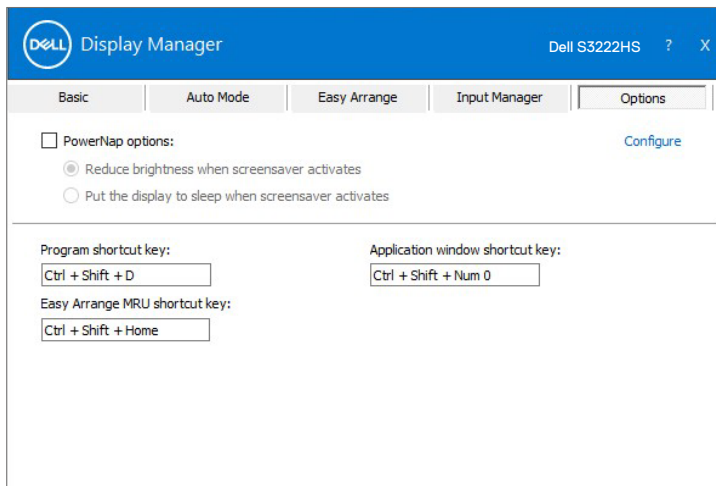 DELL Display Manager Dell S3222HS ? X
Basic Auto Mode Easy Arrange Input Manager Options
PowerNap options: Configure
Reduce brightness when screensaver activates
Put the display to sleep when screensaver activates
Program shortcut key: Application window shortcut key:
Ctrl + Shift + D Ctrl + Shift + Num 0
Easy Arrange MRU shortcut key:
Ctrl + Shift + Home